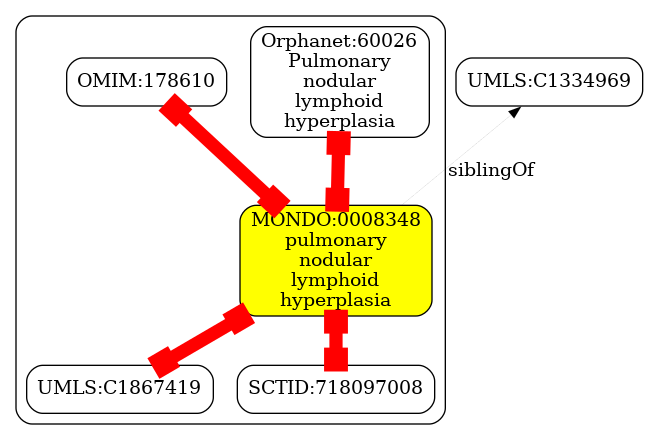 OMIM:178610
Orphanet:60026
Pulmonary
nodular
lymphoid
hyperplasia
UMLS:C1334969
siblingOf
MONDO:0008348
pulmonary
nodular
lymphoid
hyperplasia
UMLS:C1867419
SCTID:718097008